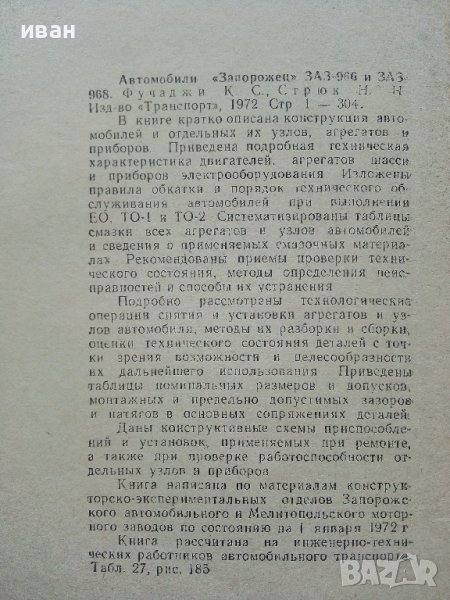 иван
Автомобили «Запорожец» ЗАЗ-966 и ЗАЗ-
968. Фучаджи К. С., Стрюк Н. Н.
Изд-во «Транспорт», 1972 Стр 1 — 304.
В книге кратко описана конструкция авто-
мобилей и отдельных их узлов, агрегатов и
приборов. Приведена подробная техническая
характеристика двигателей, агрегатов шасси
и приборов электрооборудования Изложены
правила обкатки и порядок технического об-
служивания автомобилей при выполнении
ЕО, ТО-1 и ТО-2 Систематизированы таблицы
смазки всех агрегатов и узлов автомобилей
и сведения о применяемых смазочных материа-
лах Рекомендованы приемы проверки техни-
ческого состояния, методы определения неис-
правностей и способы их устранения
Подробно рассмотрены технологические
операции снятия и установки агрегатов и уз-
лов автомобиля, методы их разборки и сборки,
оценки технического состояния деталей с точ-
ки зрения возможности и целесообразности
их дальнейшего использования Приведены
таблицы номинальных размеров и допусков,
монтажных и предельно допустимых зазоров
и натягов в основных сопряжениях деталей
Даны конструктивные схемы приспособле-
ний и установок, применяемых при ремонте,
а также при проверке работоспособности от-
дельных узлов и приборов
Книга написана по материалам конструк-
торско-экспериментальных отделов Запорож-
ского автомобильного и Мелитопольского мотор-
ного заводов по состоянию на 1 января 1972 г
Книга рассчитана на инженерно-техни-
ческих работников автомобильного транспорта.
Табл. 27, рис. 185
BAZAR.BG